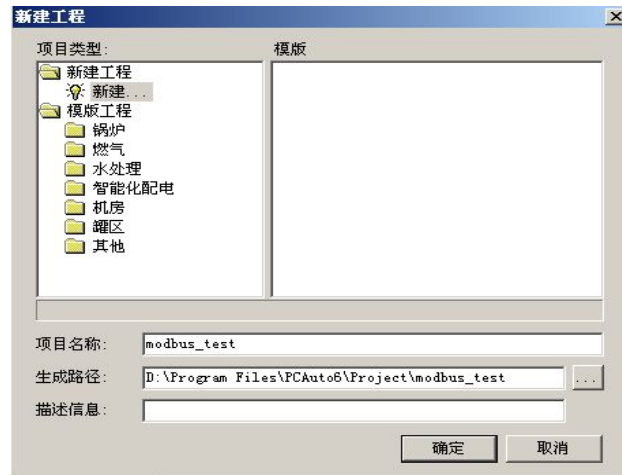 新建工程
项目类型:
模版
新建工程
新建...
模版工程
锅炉
燃气
水处理
智能化配电
机房
罐区
其他
项目名称:
modbus_test
生成路径:
D:\Program Files\PCAuto6\Project\modbus_test
...
描述信息:
确定
取消